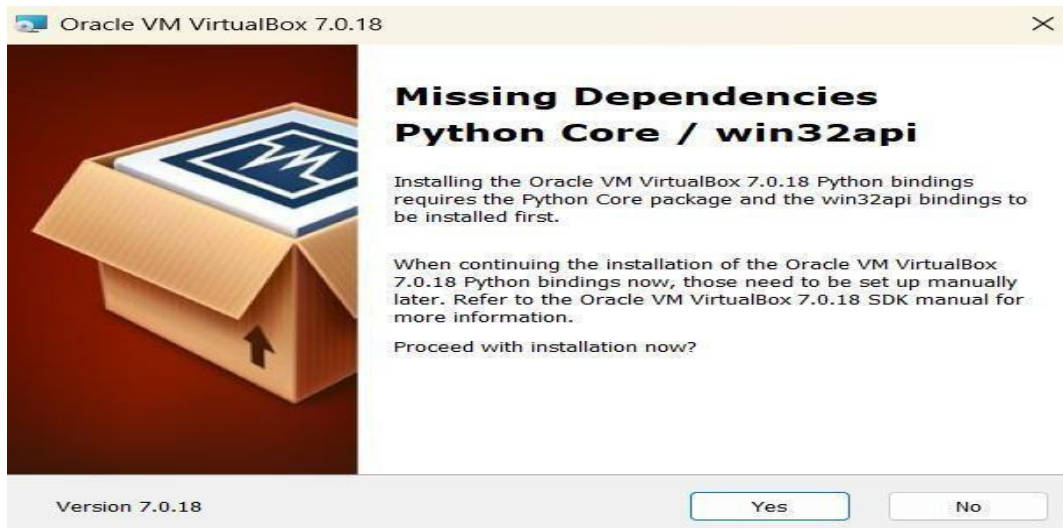 Oracle VM VirtualBox 7.0.18
Missing Dependencies
Python Core / win32api
Installing the Oracle VM VirtualBox 7.0.18 Python bindings
requires the Python Core package and the win32api bindings to
be installed first.
When continuing the installation of the Oracle VM VirtualBox
7.0.18 Python bindings now, those need to be set up manually
later. Refer to the Oracle VM VirtualBox 7.0.18 SDK manual for
more information.
Proceed with installation now?
Version 7.0.18
Yes
No